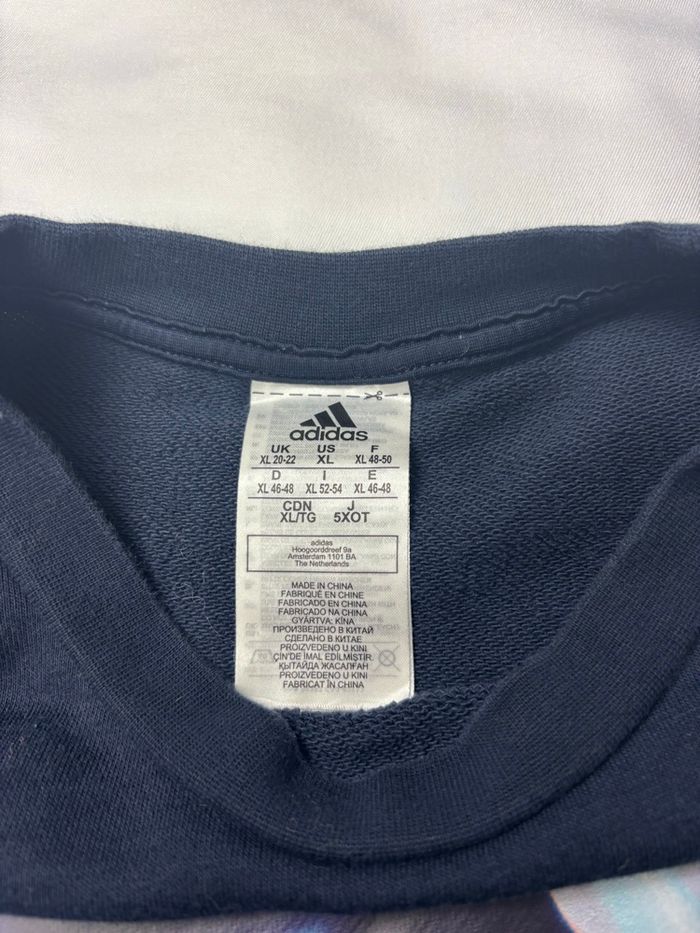 adidas
UK US F
XL 20-22 XL XL 48-50
D I E
XL 46-48 XL 52-54 XL 46-48
CDN J
XL/TG 5XOT
adidas
Hoogoorddreef 9a
Amsterdam 1101 BA
The Netherlands
MADE IN CHINA
FABRIQUÉ EN CHINE
FABRICADO EN CHINA
FABRICADO NA CHINA
GYÁRTVA: KÍNA
ПРОИЗВЕДЕНО В КИТАЙ
СДЕЛАНО В КИТАЕ
PROIZVEDENO U KINI
ÇİN'DE İMAL EDİLMİŞTİR.
ҚЫТАЙДА ЖАСАЛҒАН
PROIZVEDENO U KINI
FABRICAT ÎN CHINA